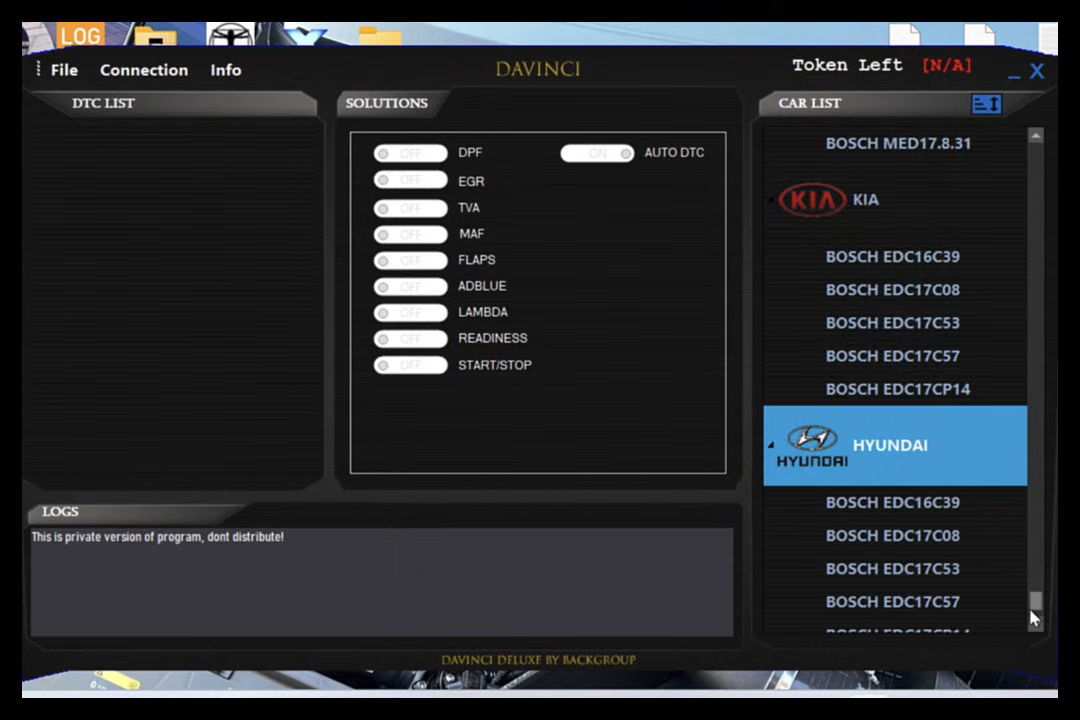 LOG
File Connection Info
DAVINCI
Token Left [N/A]
_ X
DTC LIST
SOLUTIONS
OFF DPF
ON AUTO DTC
OFF EGR
OFF TVA
OFF MAF
OFF FLAPS
OFF ADBLUE
OFF LAMBDA
OFF READINESS
OFF START/STOP
CAR LIST
BOSCH MED17.8.31
KIA KIA
BOSCH EDC16C39
BOSCH EDC17C08
BOSCH EDC17C53
BOSCH EDC17C57
BOSCH EDC17CP14
HYUNDAI HYUNDAI
BOSCH EDC16C39
BOSCH EDC17C08
BOSCH EDC17C53
BOSCH EDC17C57
BOSCH EDC17CP14
LOGS
This is private version of program, dont distribute!
DAVINCI DELUXE BY BACKGROUP